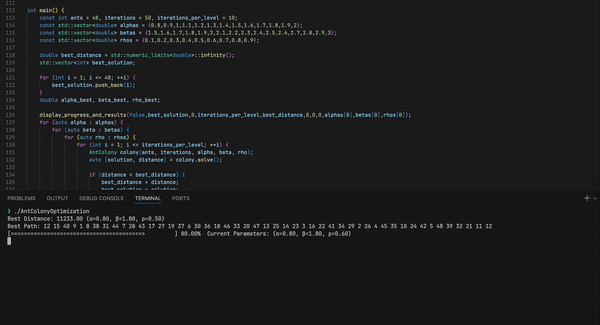 111
112 int main() {
113 const int ants = 40, iterations = 50, iterations_per_level = 10;
114 const std::vector<double> alphas = {0.8,0.9,1,1.1,1.2,1.3,1.4,1.5,1.6,1.7,1.8,1.9,2};
115 const std::vector<double> betas = {1.5,1.6,1.7,1.8,1.9,2,2.1,2.2,2.3,2.4,2.5,2.6,2.7,2.8,2.9,3};
116 const std::vector<double> rhos = {0.1,0.2,0.3,0.4,0.5,0.6,0.7,0.8,0.9};
117
118 double best_distance = std::numeric_limits<double>::infinity();
119 std::vector<int> best_solution;
120
121 for (int i = 1; i <= 48; ++i) {
122 best_solution.push_back(i);
123 }
124 double alpha_best, beta_best, rho_best;
125
126 display_progress_and_results(false,best_solution,0,iterations_per_level,best_distance,0,0,0,alphas[0],betas[0],rhos[0]);
127 for (auto alpha : alphas) {
128 for (auto beta : betas) {
129 for (auto rho : rhos) {
130 for (int i = 1; i <= iterations_per_level; ++i) {
131 AntColony colony(ants, iterations, alpha, beta, rho);
132 auto [solution, distance] = colony.solve();
133
134 if (distance < best_distance) {
135 best_distance = distance;
best_solution = solution;
PROBLEMS OUTPUT DEBUG CONSOLE TERMINAL PORTS
❯ ./AntColonyOptimization
Best Distance: 11233.00 (α=0.80, β=1.80, ρ=0.50)
Best Path: 12 15 40 9 1 8 38 31 44 7 28 43 17 27 19 37 6 30 36 18 46 33 20 47 13 25 14 23 3 16 22 41 34 29 2 26 4 45 35 10 24 42 5 48 39 32 21 11 12
[========================================> ] 80.00% Current Parameters: (α=0.80, β=1.80, ρ=0.60)